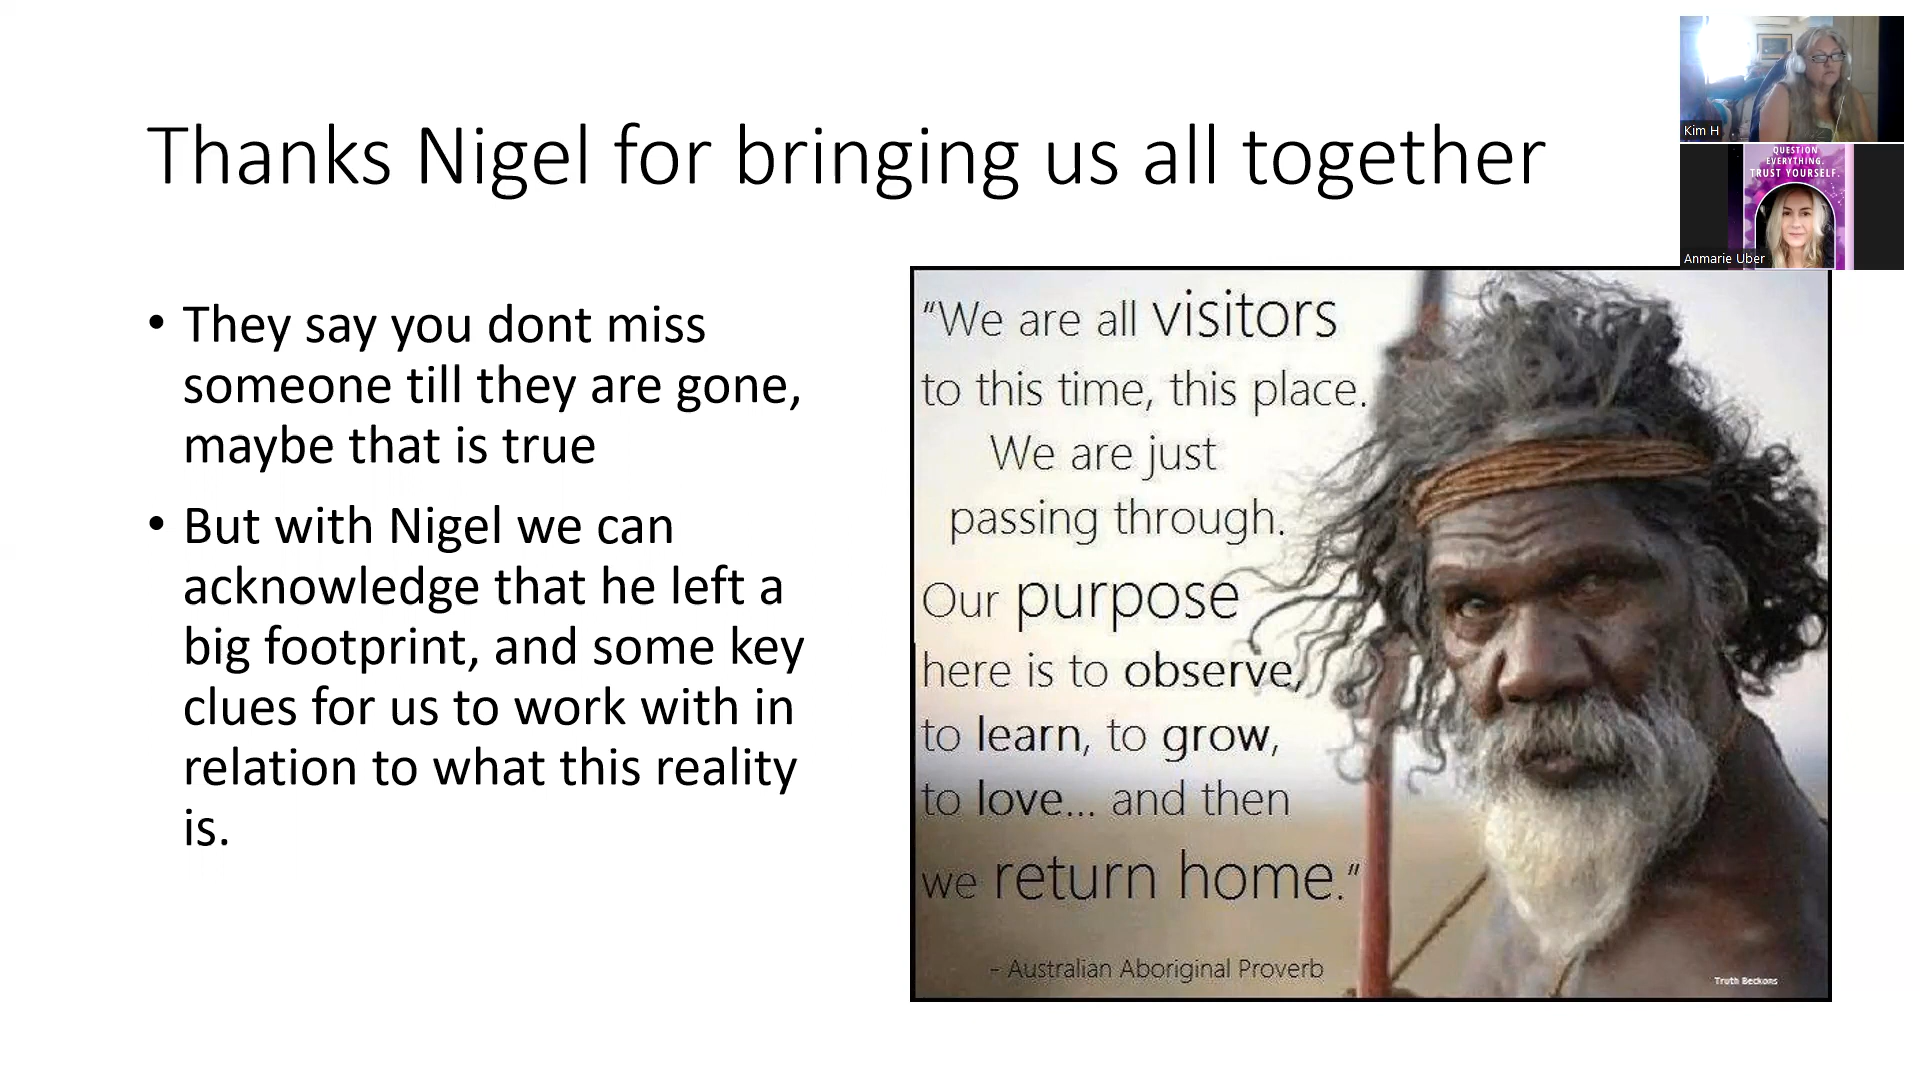 Thanks Nigel for bringing us all together
• They say you dont miss
someone till they are gone,
maybe that is true
• But with Nigel we can
acknowledge that he left a
big footprint, and some key
clues for us to work with in
relation to what this reality
is.
“We are all visitors
to this time, this place.
We are just
passing through.
Our purpose
here is to observe,
to learn, to grow,
to love... and then
we return home.”
- Australian Aboriginal Proverb
Truth Beckons
Kim H
QUESTION
EVERYTHING.
TRUST YOURSELF.
Anmarie Uber